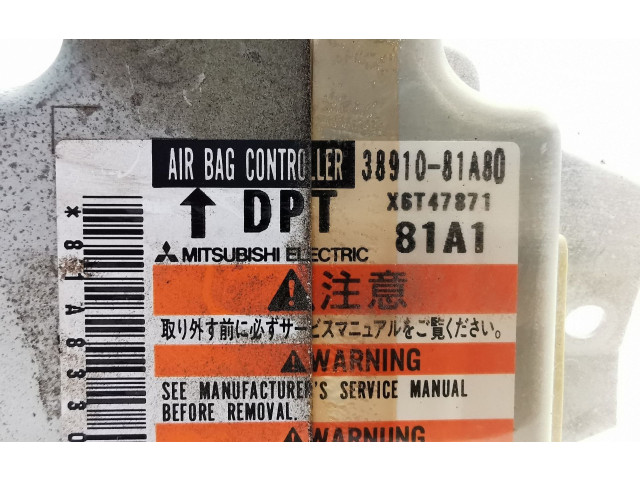 AIR BAG CONTROLLER 38910-81A80
↑ DPT X6T47871
81A1
MITSUBISHI ELECTRIC
注意
取り外す前に必ずサービスマニュアルをご覧ください。
WARNING
SEE MANUFACTURER'S SERVICE MANUAL
BEFORE REMOVAL.
WARNUNG
*81A8330